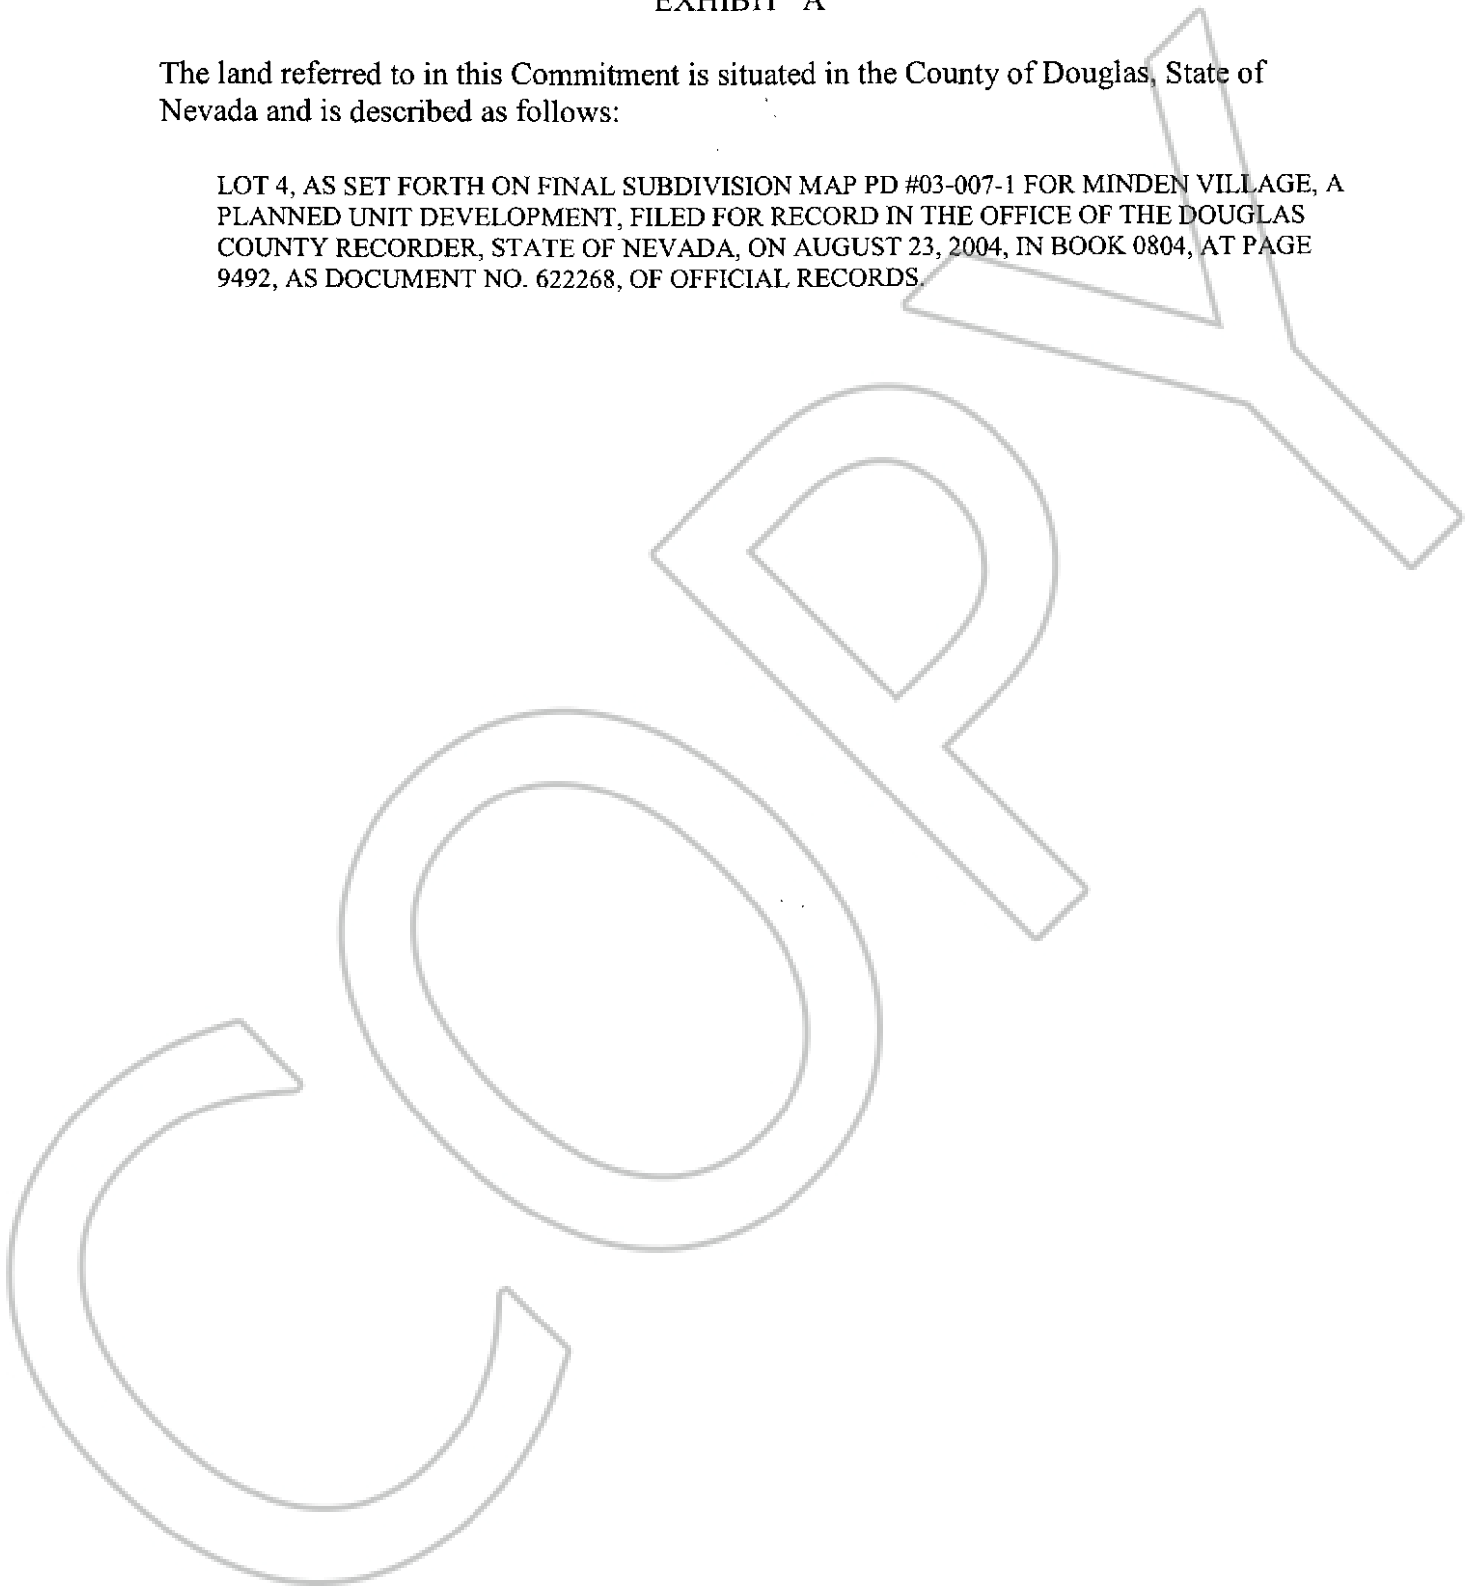 EXHIBIT "A"
The land referred to in this Commitment is situated in the County of Douglas, State of
Nevada and is described as follows:
LOT 4, AS SET FORTH ON FINAL SUBDIVISION MAP PD #03-007-1 FOR MINDEN VILLAGE, A
PLANNED UNIT DEVELOPMENT, FILED FOR RECORD IN THE OFFICE OF THE DOUGLAS
COUNTY RECORDER, STATE OF NEVADA, ON AUGUST 23, 2004, IN BOOK 0804, AT PAGE
9492, AS DOCUMENT NO. 622268, OF OFFICIAL RECORDS.
COPY